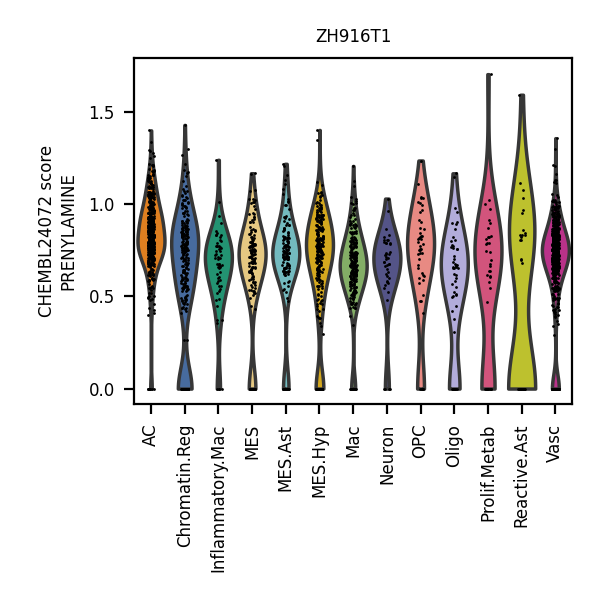 ZH916T1
CHEMBL24072 score
PRENYLAMINE
1.5
1.0
0.5
0.0
AC
Chromatin.Reg
Inflammatory.Mac
MES
MES.Ast
MES.Hyp
Mac
Neuron
OPC
Oligo
Prolif.Metab
Reactive.Ast
Vasc